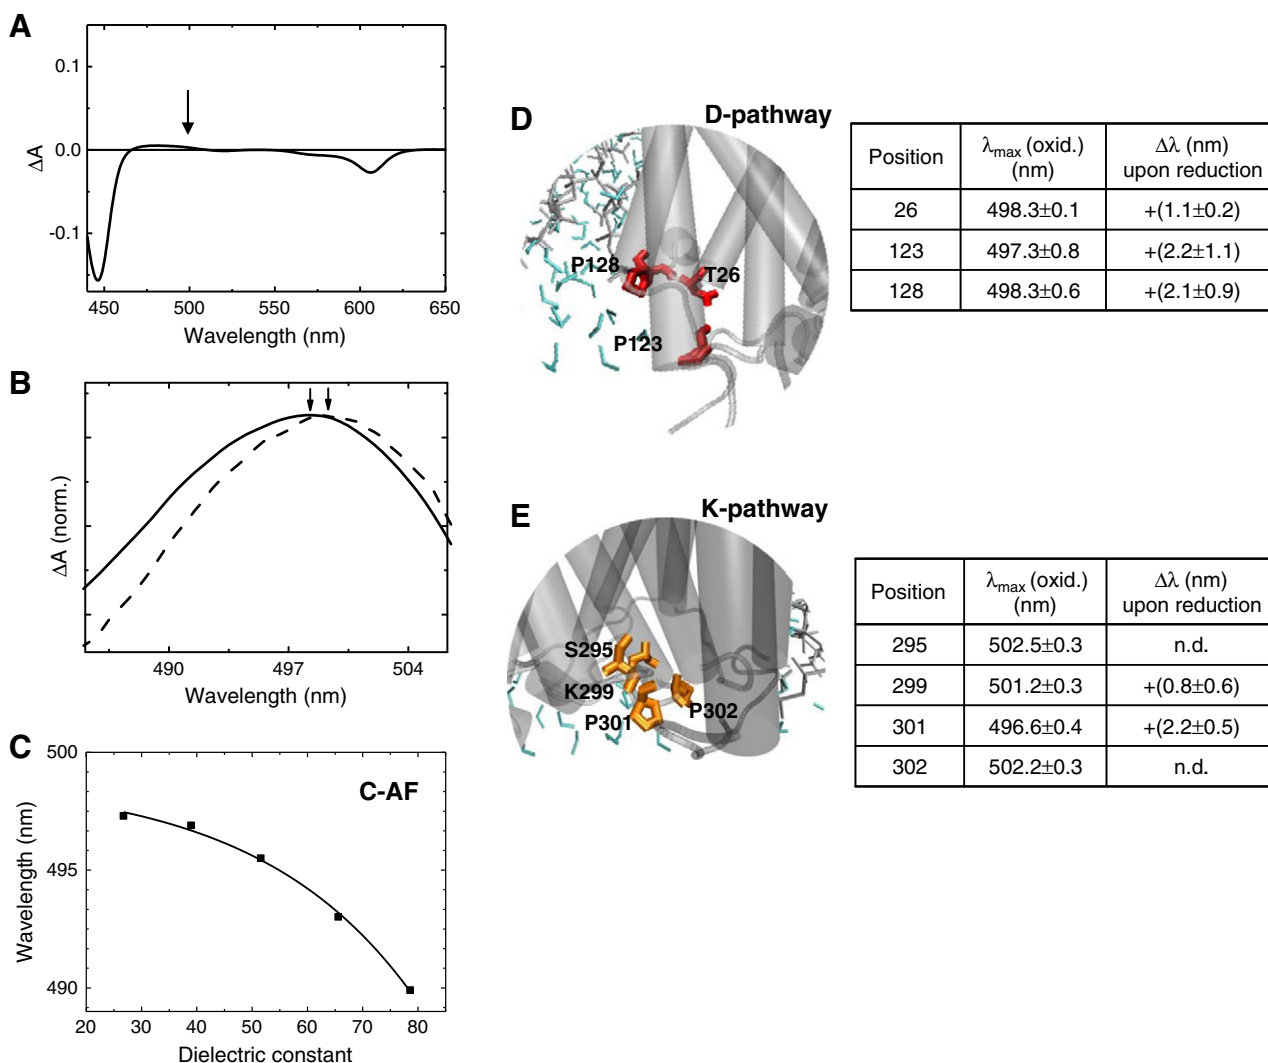 A
0.1
0.0
-0.1
ΔA
450 500 550 600 650
Wavelength (nm)
B
ΔA (norm.)
490 497 504
Wavelength (nm)
C
C-AF
500
495
490
Wavelength (nm)
20 30 40 50 60 70 80
Dielectric constant
D
D-pathway
P128
T26
P123
Position λmax (oxid.) (nm) Δλ (nm) upon reduction
26 498.3±0.1 +(1.1±0.2)
123 497.3±0.8 +(2.2±1.1)
128 498.3±0.6 +(2.1±0.9)
E
K-pathway
S295
K299
P301
P302
Position λmax (oxid.) (nm) Δλ (nm) upon reduction
295 502.5±0.3 n.d.
299 501.2±0.3 +(0.8±0.6)
301 496.6±0.4 +(2.2±0.5)
302 502.2±0.3 n.d.